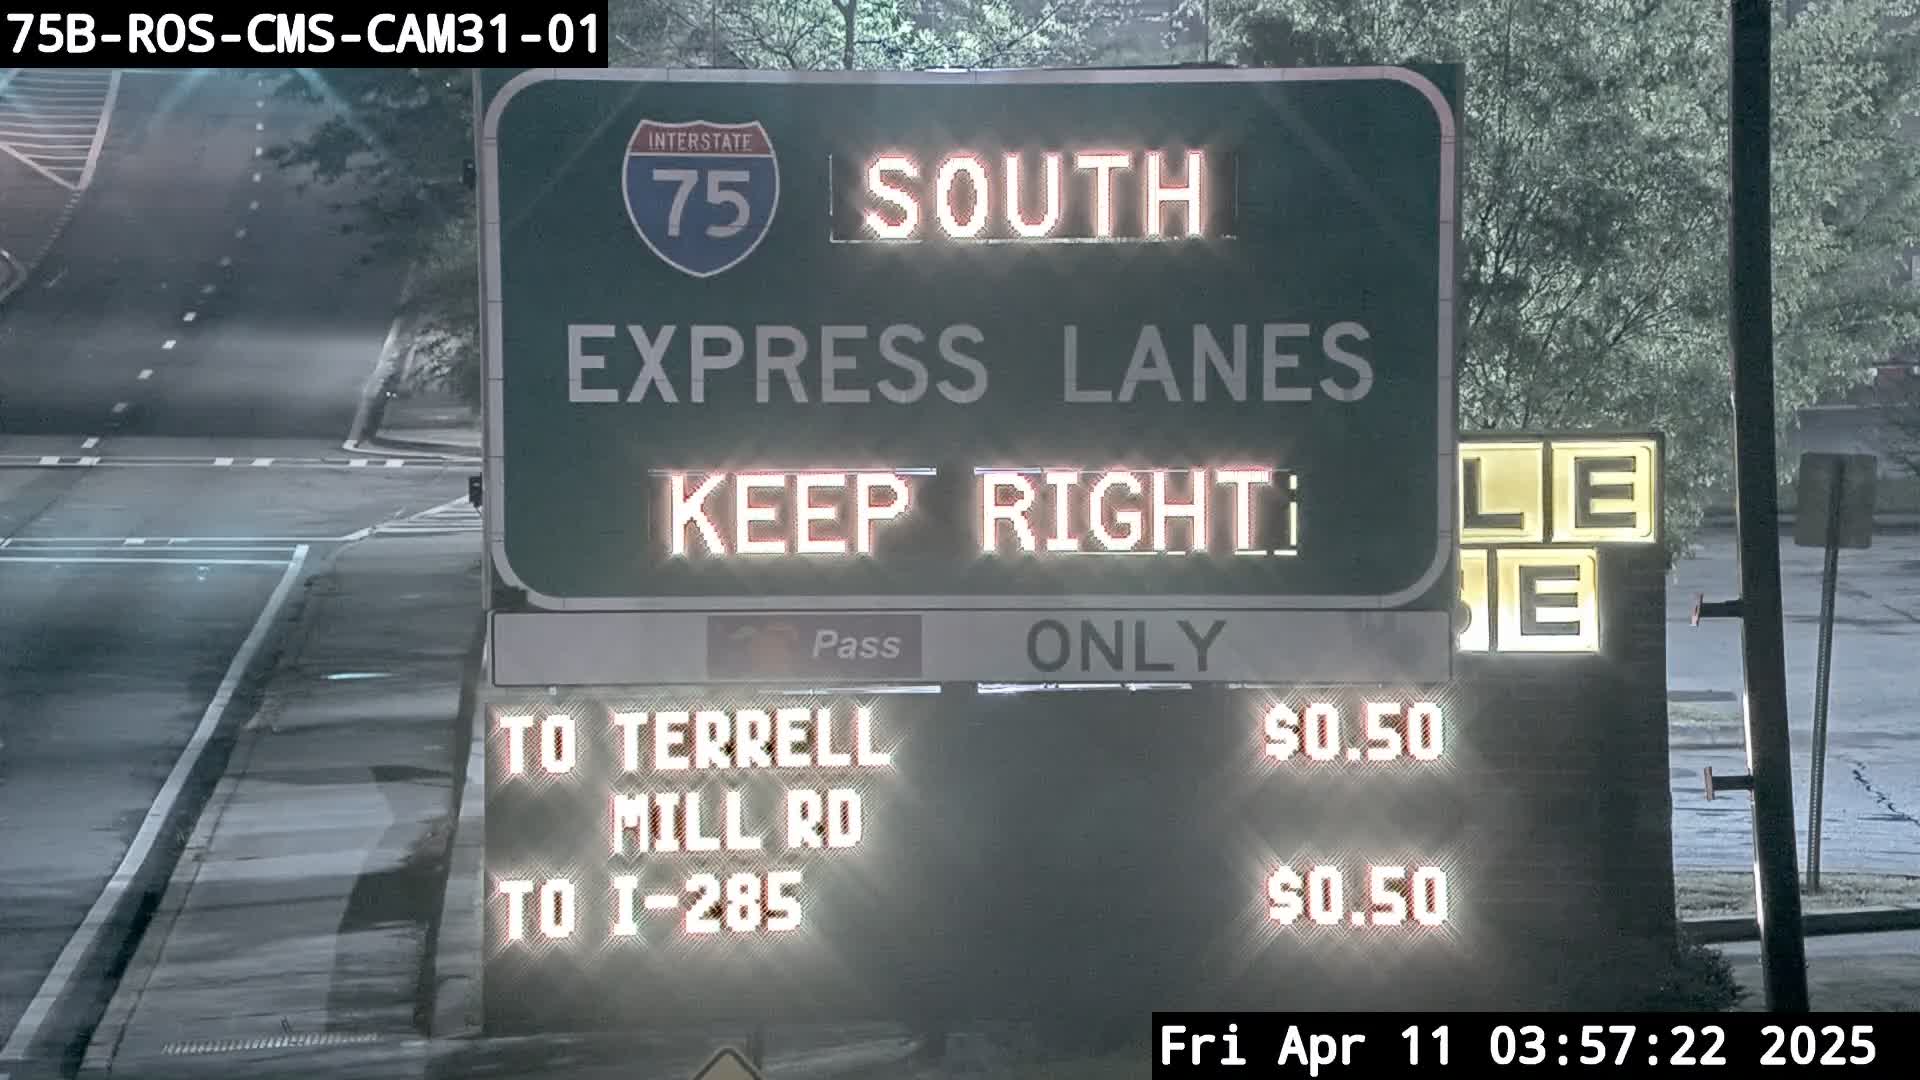 75B-ROS-CMS-CAM31-01
INTERSTATE
75
SOUTH
EXPRESS LANES
KEEP RIGHT
Pass ONLY
TO TERRELL $0.50
MILL RD
TO I-285 $0.50
LE
E
Fri Apr 11 03:57:22 2025